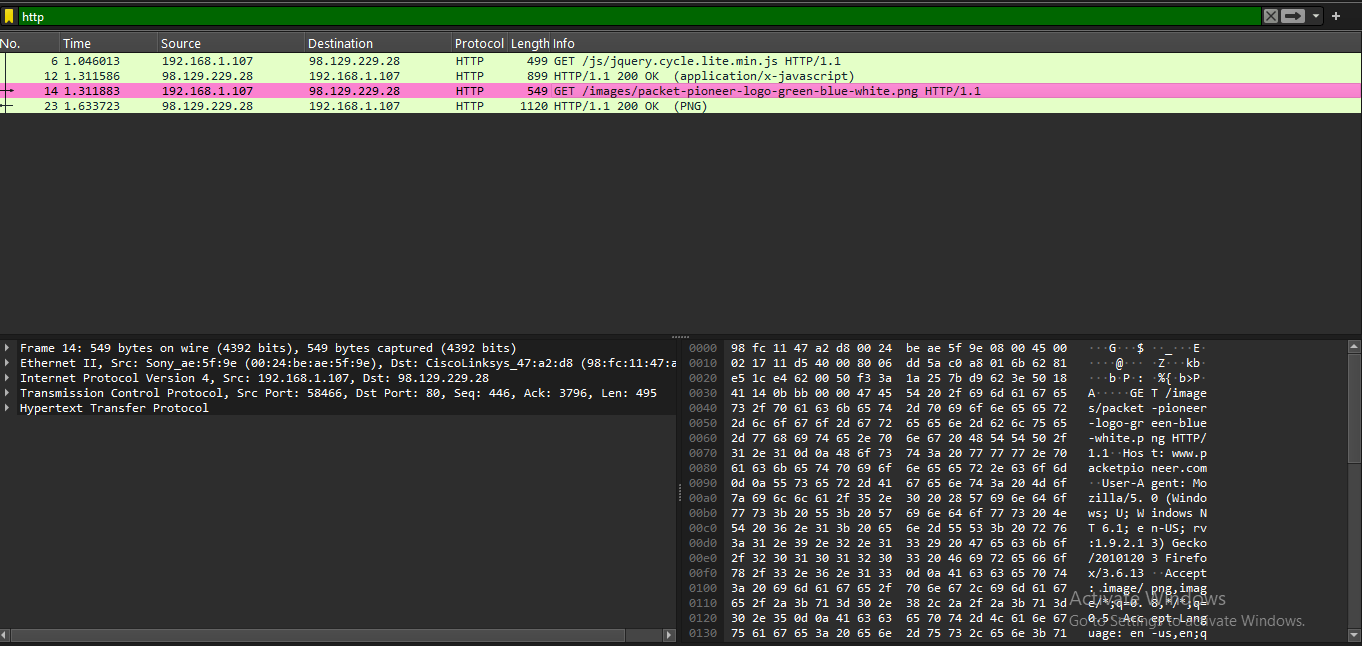 http
No. Time Source Destination Protocol Length Info
6 1.046013 192.168.1.107 98.129.229.28 HTTP 499 GET /js/jquery.cycle.lite.min.js HTTP/1.1
12 1.311586 98.129.229.28 192.168.1.107 HTTP 899 HTTP/1.1 200 OK (application/x-javascript)
14 1.311883 192.168.1.107 98.129.229.28 HTTP 549 GET /images/packet-pioneer-logo-green-blue-white.png HTTP/1.1
23 1.633723 98.129.229.28 192.168.1.107 HTTP 1120 HTTP/1.1 200 OK (PNG)
Frame 14: 549 bytes on wire (4392 bits), 549 bytes captured (4392 bits)
Ethernet II, Src: Sony_ae:5f:9e (00:24:be:ae:5f:9e), Dst: CiscoLinksys_47:a2:d8 (98:fc:11:47:a
Internet Protocol Version 4, Src: 192.168.1.107, Dst: 98.129.229.28
Transmission Control Protocol, Src Port: 58466, Dst Port: 80, Seq: 446, Ack: 3796, Len: 495
Hypertext Transfer Protocol
0000 98 fc 11 47 a2 d8 00 24 be ae 5f 9e 08 00 45 00 ···G···$ ··_···E·
0010 02 17 11 d5 40 00 80 06 dd 5a c0 a8 01 6b 62 81 ····@··· ·Z···kb·
0020 e5 1c e4 62 00 50 f3 3a 1a 25 7b d9 62 3e 50 18 ···b·P·: ·%{·b>P·
0030 41 14 0b bb 00 00 47 45 54 20 2f 69 6d 61 67 65 A·····GE T /image
0040 73 2f 70 61 63 6b 65 74 2d 70 69 6f 6e 65 65 72 s/packet -pioneer
0050 2d 6c 6f 67 6f 2d 67 72 65 65 6e 2d 62 6c 75 65 -logo-gr een-blue
0060 2d 77 68 69 74 65 2e 70 6e 67 20 48 54 54 50 2f -white.p ng HTTP/
0070 31 2e 31 0d 0a 48 6f 73 74 3a 20 77 77 77 2e 70 1.1··Hos t: www.p
0080 61 63 6b 65 74 70 69 6f 6e 65 65 72 2e 63 6f 6d acketpio neer.com
0090 0d 0a 55 73 65 72 2d 41 67 65 6e 74 3a 20 4d 6f ··User-A gent: Mo
00a0 7a 69 6c 6c 61 2f 35 2e 30 20 28 57 69 6e 64 6f zilla/5. 0 (Windo
00b0 77 73 3b 20 55 3b 20 57 69 6e 64 6f 77 73 20 4e ws; U; W indows N
00c0 54 20 36 2e 31 3b 20 65 6e 2d 55 53 3b 20 72 76 T 6.1; e n-US; rv
00d0 3a 31 2e 39 2e 32 2e 31 33 29 20 47 65 63 6b 6f :1.9.2.1 3) Gecko
00e0 2f 32 30 31 30 31 32 30 33 20 46 69 72 65 66 6f /2010120 3 Firefo
00f0 78 2f 33 2e 36 2e 31 33 0d 0a 41 63 63 65 70 74 x/3.6.13 ··Accept
0100 3a 20 69 6d 61 67 65 2f 70 6e 67 2c 69 6d 61 67 : image/ png,imag
0110 65 2f 2a 3b 71 3d 30 2e 38 2c 2a 2f 2a 3b 71 3d e/*;q=0. 8,*/*;q=
0120 30 2e 35 0d 0a 41 63 63 65 70 74 2d 4c 61 6e 67 0.5··Acc ept-Lang
0130 75 61 67 65 3a 20 65 6e 2d 75 73 2c 65 6e 3b 71 uage: en -us,en;q
Activate Windows
Go to Settings to activate Windows.